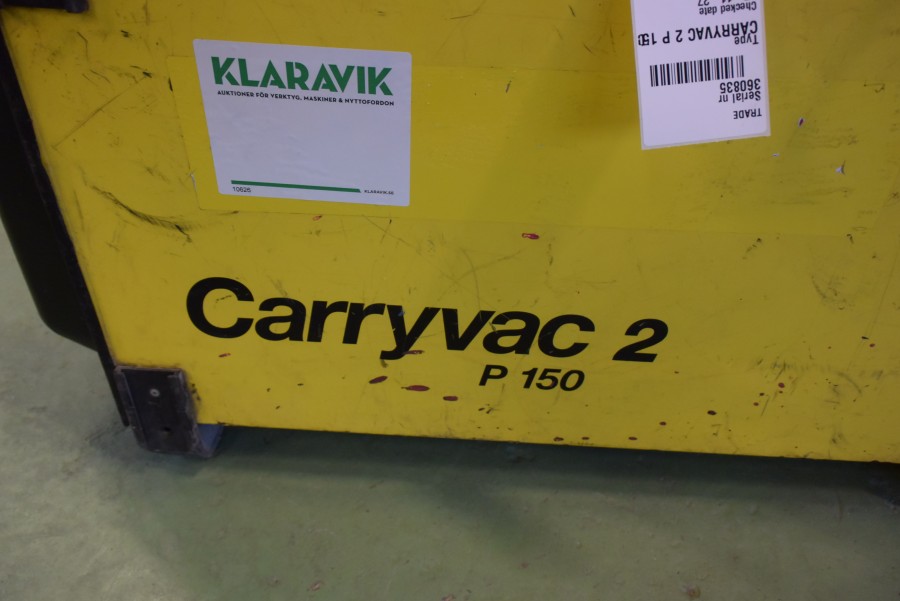 KLARAVIK
AUKTIONER FÖR VERKTYG, MASKINER & NYTTOFORDON
10626
KLARAVIK.SE
TRADE
Serial nr
360835
Type
CARRYVAC 2 P 150
Checked date
Carryvac 2
P 150